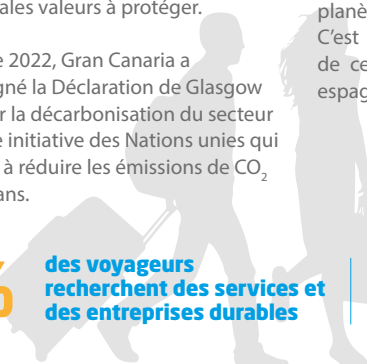 ales valeurs à protéger.
2022, Gran Canaria a
gné la Déclaration de Glasgow
r la décarbonisation du secteur
e initiative des Nations unies qui
à réduire les émissions de CO2
ans.
planè
C'est
de ce
espag
%
des voyageurs
recherchent des services et
des entreprises durables